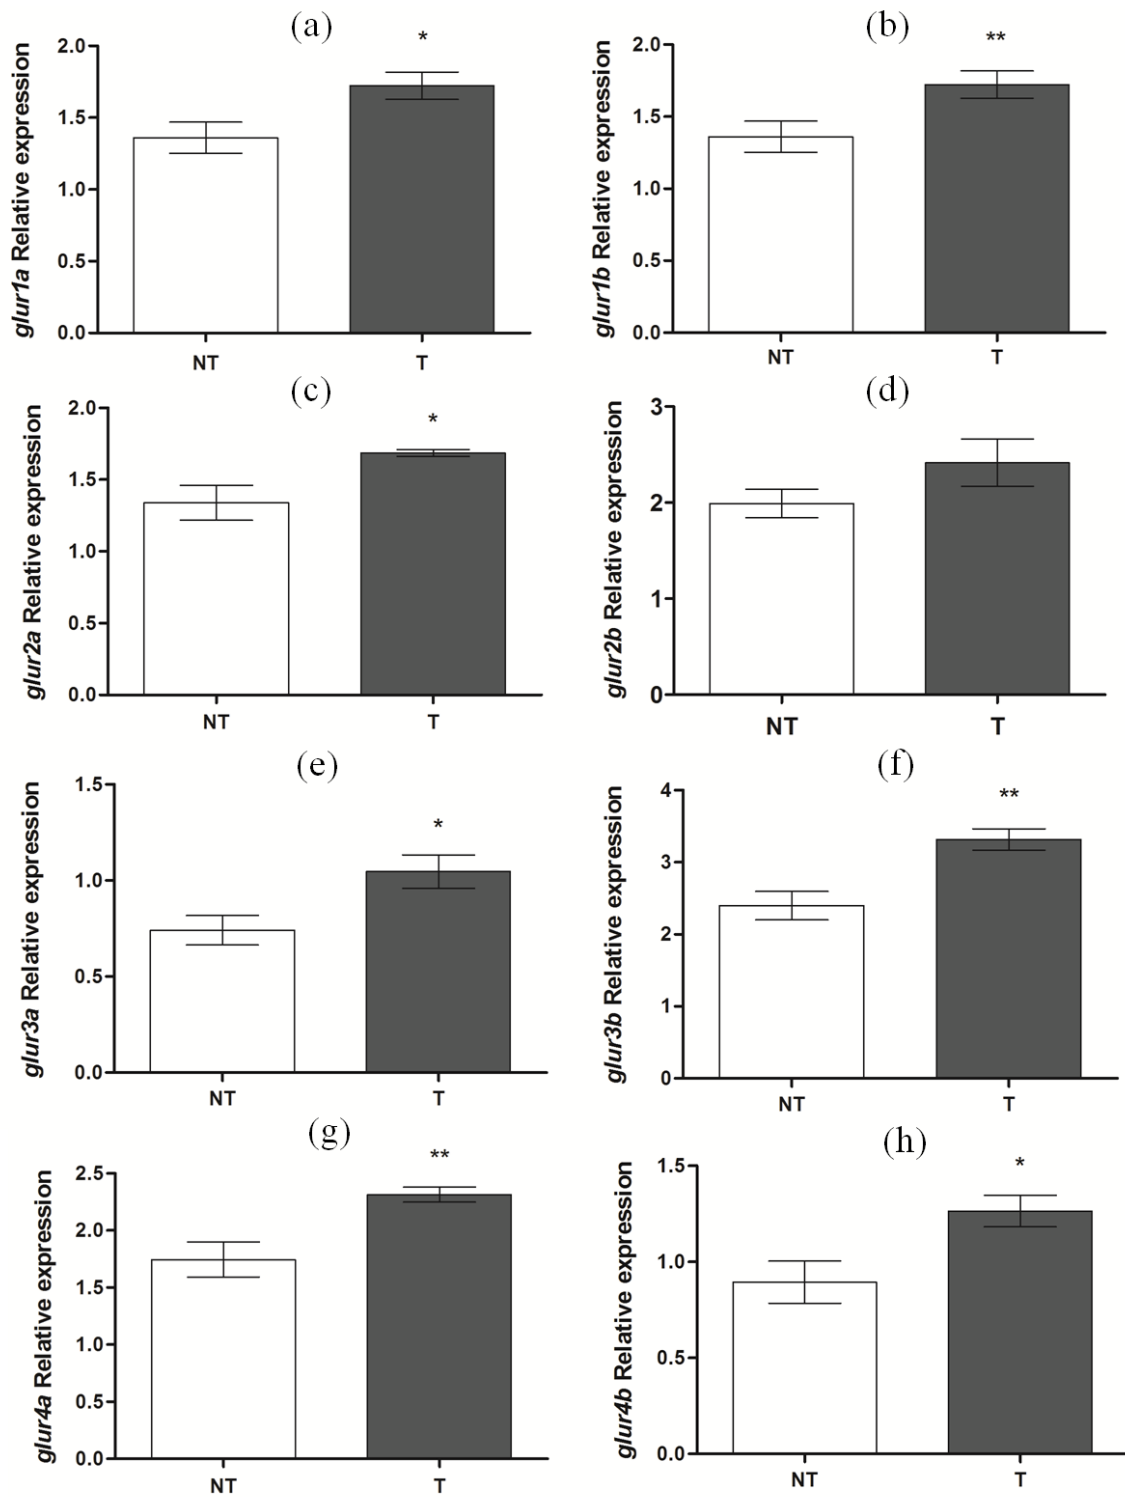 (a)
*
glur1a Relative expression
2.0
1.5
1.0
0.5
0.0
NT
T
(b)
**
glur1b Relative expression
2.0
1.5
1.0
0.5
0.0
NT
T
(c)
*
glur2a Relative expression
2.0
1.5
1.0
0.5
0.0
NT
T
(d)
glur2b Relative expression
3
2
1
0
NT
T
(e)
*
glur3a Relative expression
1.5
1.0
0.5
0.0
NT
T
(f)
**
glur3b Relative expression
4
3
2
1
0
NT
T
(g)
**
glur4a Relative expression
2.5
2.0
1.5
1.0
0.5
0.0
NT
T
(h)
*
glur4b Relative expression
1.5
1.0
0.5
0.0
NT
T